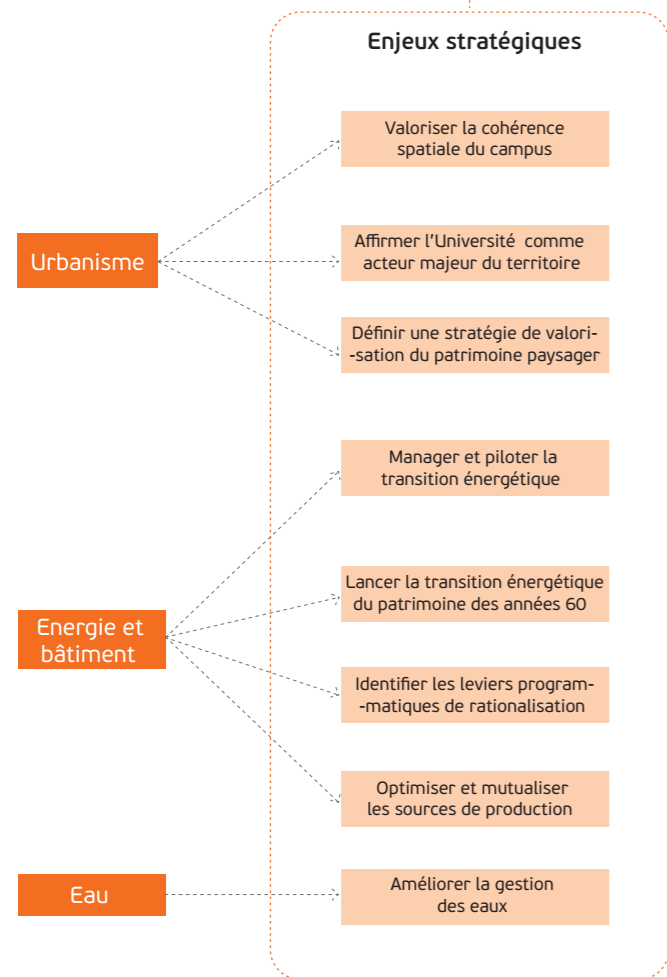 Enjeux stratégiques
Valoriser la cohérence
spatiale du campus
Urbanisme
Affirmer l'Université comme
acteur majeur du territoire
Définir une stratégie de valori-
-sation du patrimoine paysager
Manager et piloter la
transition énergétique
Lancer la transition énergétique
du patrimoine des années 60
Energie et
bâtiment
Identifier les leviers program-
-matiques de rationalisation
Optimiser et mutualiser
les sources de production
Eau
Améliorer la gestion
des eaux